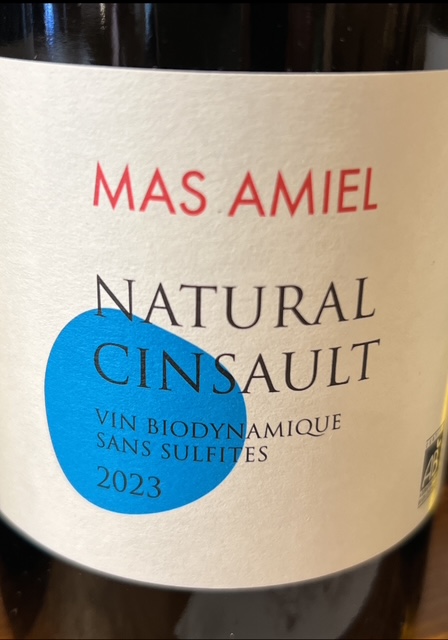 MAS AMIEL
NATURAL
CINSAULT
VIN BIODYNAMIQUE
SANS SULFITES
2023